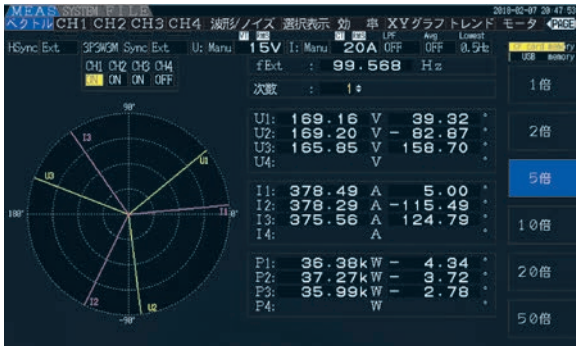 MEAS SYSTEM FILE 2018-02-07 20:47:53
ベクトル CH1 CH2 CH3 CH4 波形/ノイズ 選択表示 効 率 XYグラフ トレンド モータ PAGE
HSync Ext 3P3W3M Sync Ext U: Manu 15V I: Manu 20A LPF OFF Avg OFF Lowest 0.5Hz
CF card memory
USB memory
CH1 CH2 CH3 CH4
ON ON ON OFF
fExt : 99.568 Hz
次数 : 1
1倍
2倍
5倍
10倍
20倍
50倍
90°
180°
0°
-90°
I3
U1
U3
I1
I2
U2
U1: 169.16 V 39.32 °
U2: 169.20 V - 82.87 °
U3: 165.85 V 158.70 °
U4: V
I1: 378.49 A 5.00 °
I2: 378.29 A -115.49 °
I3: 375.56 A 124.79 °
I4: A
P1: 36.38kW - 4.34 °
P2: 37.27kW - 3.72 °
P3: 35.99kW - 2.78 °
P4: W